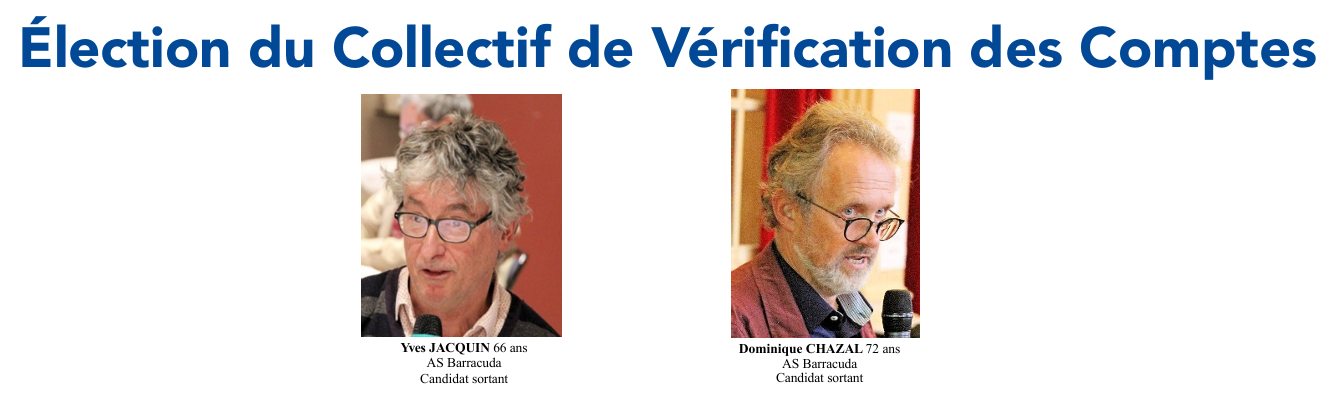 Élection du Collectif de Vérification des Comptes
Yves JACQUIN 66 ans
AS Barracuda
Candidat sortant
Dominique CHAZAL 72 ans
AS Barracuda
Candidat sortant